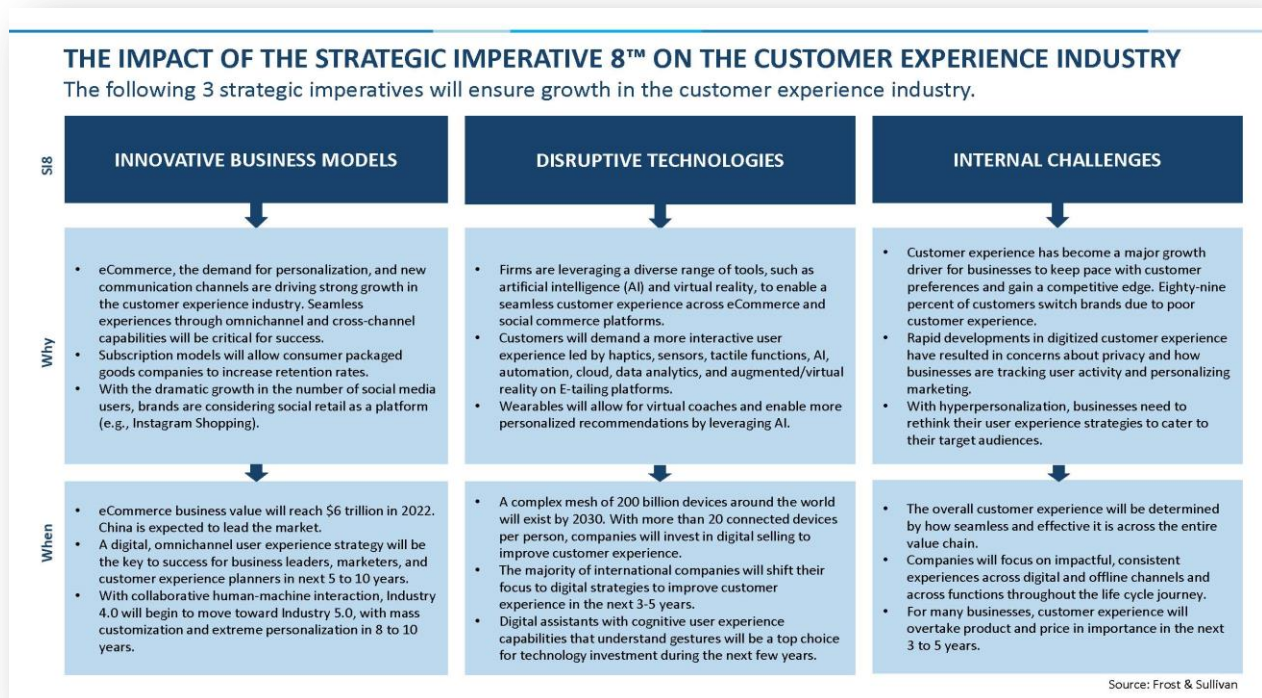 THE IMPACT OF THE STRATEGIC IMPERATIVE 8™ ON THE CUSTOMER EXPERIENCE INDUSTRY
The following 3 strategic imperatives will ensure growth in the customer experience industry.
SI8
INNOVATIVE BUSINESS MODELS
DISRUPTIVE TECHNOLOGIES
INTERNAL CHALLENGES
Why
• eCommerce, the demand for personalization, and new
communication channels are driving strong growth in
the customer experience industry. Seamless
experiences through omnichannel and cross-channel
capabilities will be critical for success.
• Subscription models will allow consumer packaged
goods companies to increase retention rates.
• With the dramatic growth in the number of social media
users, brands are considering social retail as a platform
(e.g., Instagram Shopping).
• Firms are leveraging a diverse range of tools, such as
artificial intelligence (AI) and virtual reality, to enable a
seamless customer experience across eCommerce and
social commerce platforms.
• Customers will demand a more interactive user
experience led by haptics, sensors, tactile functions, AI,
automation, cloud, data analytics, and augmented/virtual
reality on E-tailing platforms.
• Wearables will allow for virtual coaches and enable more
personalized recommendations by leveraging AI.
• Customer experience has become a major growth
driver for businesses to keep pace with customer
preferences and gain a competitive edge. Eighty-nine
percent of customers switch brands due to poor
customer experience.
• Rapid developments in digitized customer experience
have resulted in concerns about privacy and how
businesses are tracking user activity and personalizing
marketing.
• With hyperpersonalization, businesses need to
rethink their user experience strategies to cater to
their target audiences.
When
• eCommerce business value will reach $6 trillion in 2022.
China is expected to lead the market.
• A digital, omnichannel user experience strategy will be
the key to success for business leaders, marketers, and
customer experience planners in next 5 to 10 years.
• With collaborative human-machine interaction, Industry
4.0 will begin to move toward Industry 5.0, with mass
customization and extreme personalization in 8 to 10
years.
• A complex mesh of 200 billion devices around the world
will exist by 2030. With more than 20 connected devices
per person, companies will invest in digital selling to
improve customer experience.
• The majority of international companies will shift their
focus to digital strategies to improve customer
experience in the next 3-5 years.
• Digital assistants with cognitive user experience
capabilities that understand gestures will be a top choice
for technology investment during the next few years.
• The overall customer experience will be determined
by how seamless and effective it is across the entire
value chain.
• Companies will focus on impactful, consistent
experiences across digital and offline channels and
across functions throughout the life cycle journey.
• For many businesses, customer experience will
overtake product and price in importance in the next
3 to 5 years.
Source: Frost & Sullivan